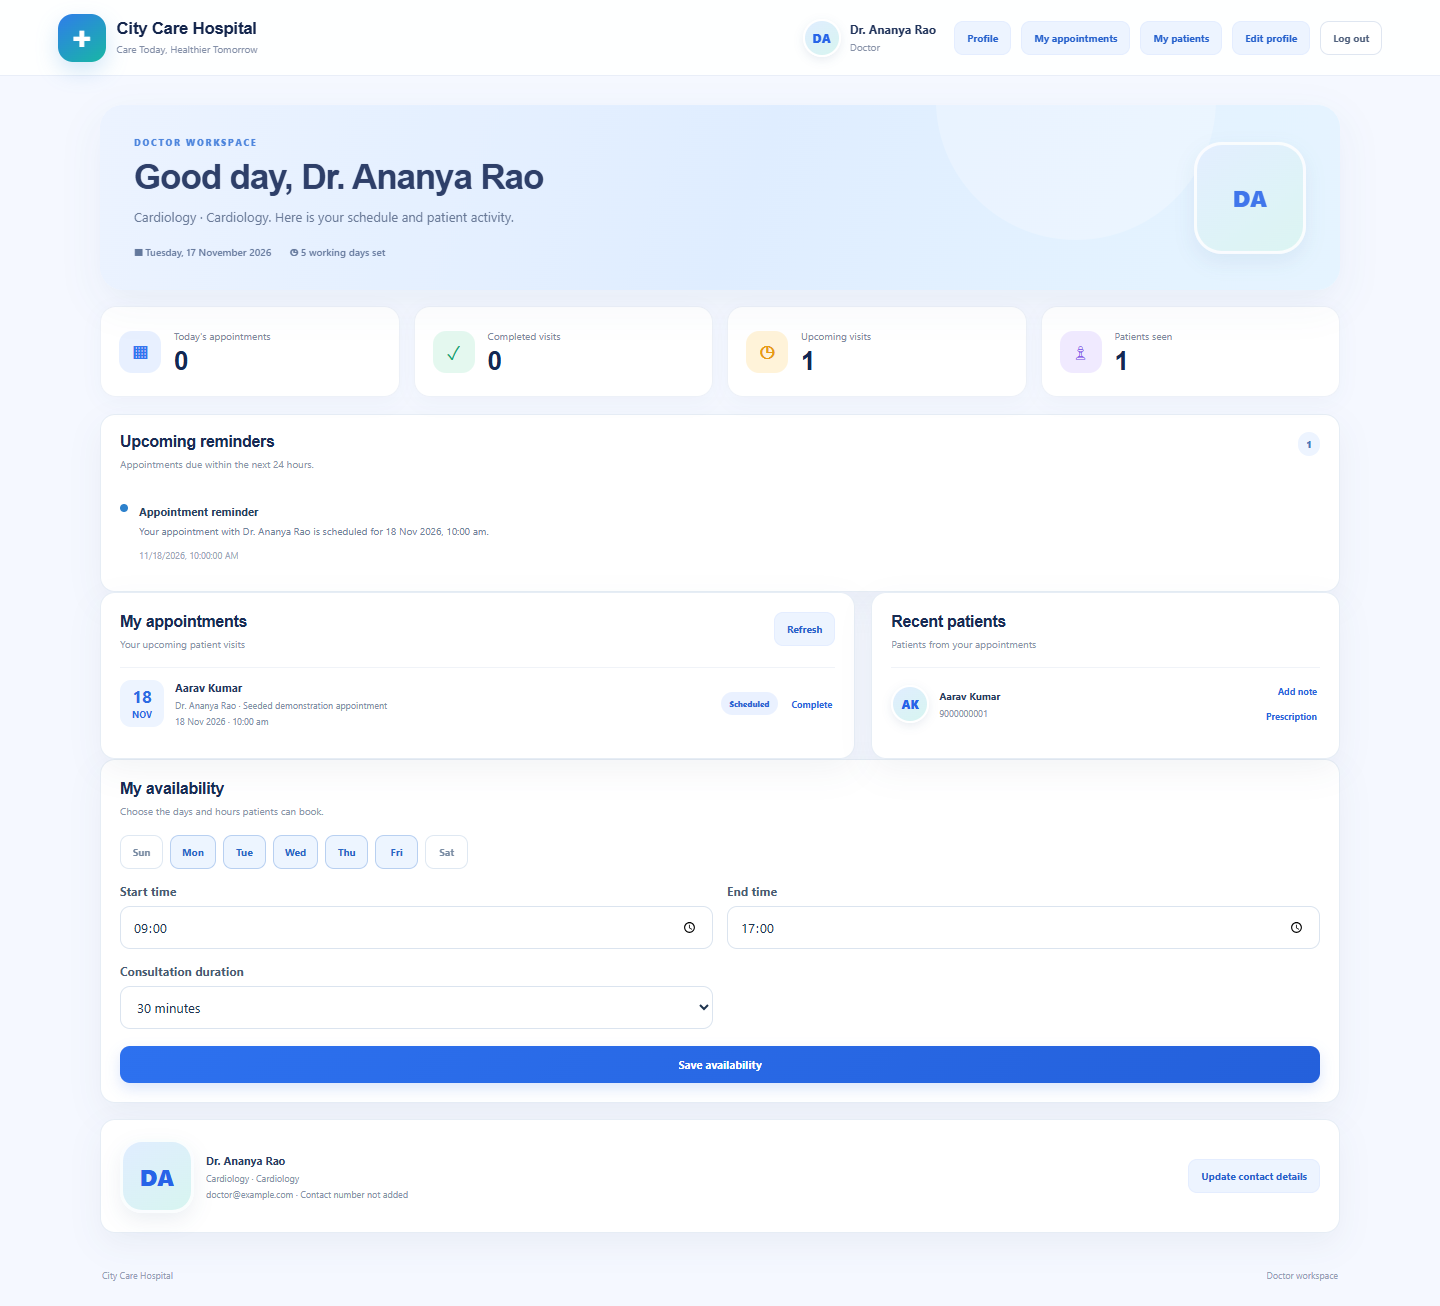 City Care Hospital
Care Today, Healthier Tomorrow
DA
Dr. Ananya Rao
Doctor
Profile
My appointments
My patients
Edit profile
Log out
DOCTOR WORKSPACE
Good day, Dr. Ananya Rao
Cardiology · Cardiology. Here is your schedule and patient activity.
Tuesday, 17 November 2026
5 working days set
DA
Today's appointments
0
Completed visits
0
Upcoming visits
1
Patients seen
1
Upcoming reminders
Appointments due within the next 24 hours.
1
Appointment reminder
Your appointment with Dr. Ananya Rao is scheduled for 18 Nov 2026, 10:00 am.
11/18/2026, 10:00:00 AM
My appointments
Your upcoming patient visits
Refresh
18
NOV
Aarav Kumar
Dr. Ananya Rao · Seeded demonstration appointment
18 Nov 2026 · 10:00 am
Scheduled
Complete
Recent patients
Patients from your appointments
AK
Aarav Kumar
9000000001
Add note
Prescription
My availability
Choose the days and hours patients can book.
Sun
Mon
Tue
Wed
Thu
Fri
Sat
Start time
09:00
End time
17:00
Consultation duration
30 minutes
Save availability
DA
Dr. Ananya Rao
Cardiology · Cardiology
doctor@example.com · Contact number not added
Update contact details
City Care Hospital
Doctor workspace